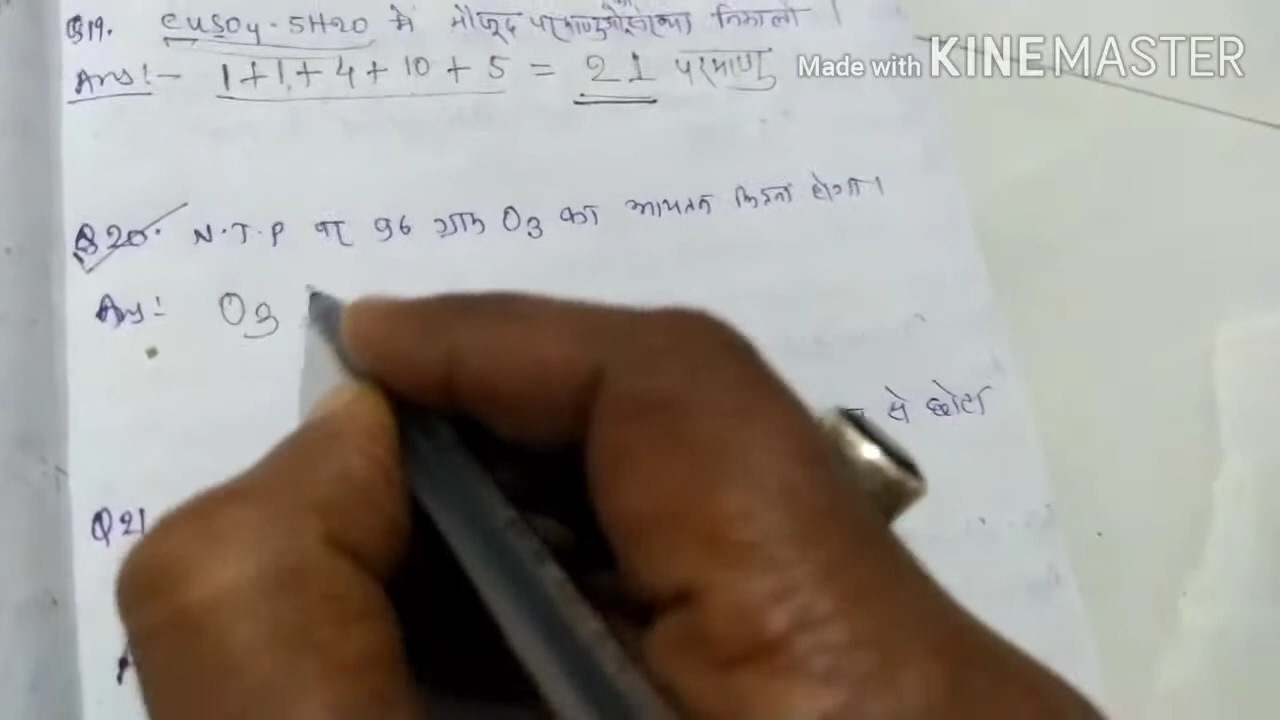 Q19. CuSO4 - 5H20 में मौजूद परमाणुओं की संख्या निकालो ।
Ans :- 1 + 1 + 4 + 10 + 5 = 21 परमाणु
Made with KINEMASTER
Q20. N.T.P पर 96 ग्राम O3 का आयतन कितना होगा।
Ans : O3
से छोटा
Q21